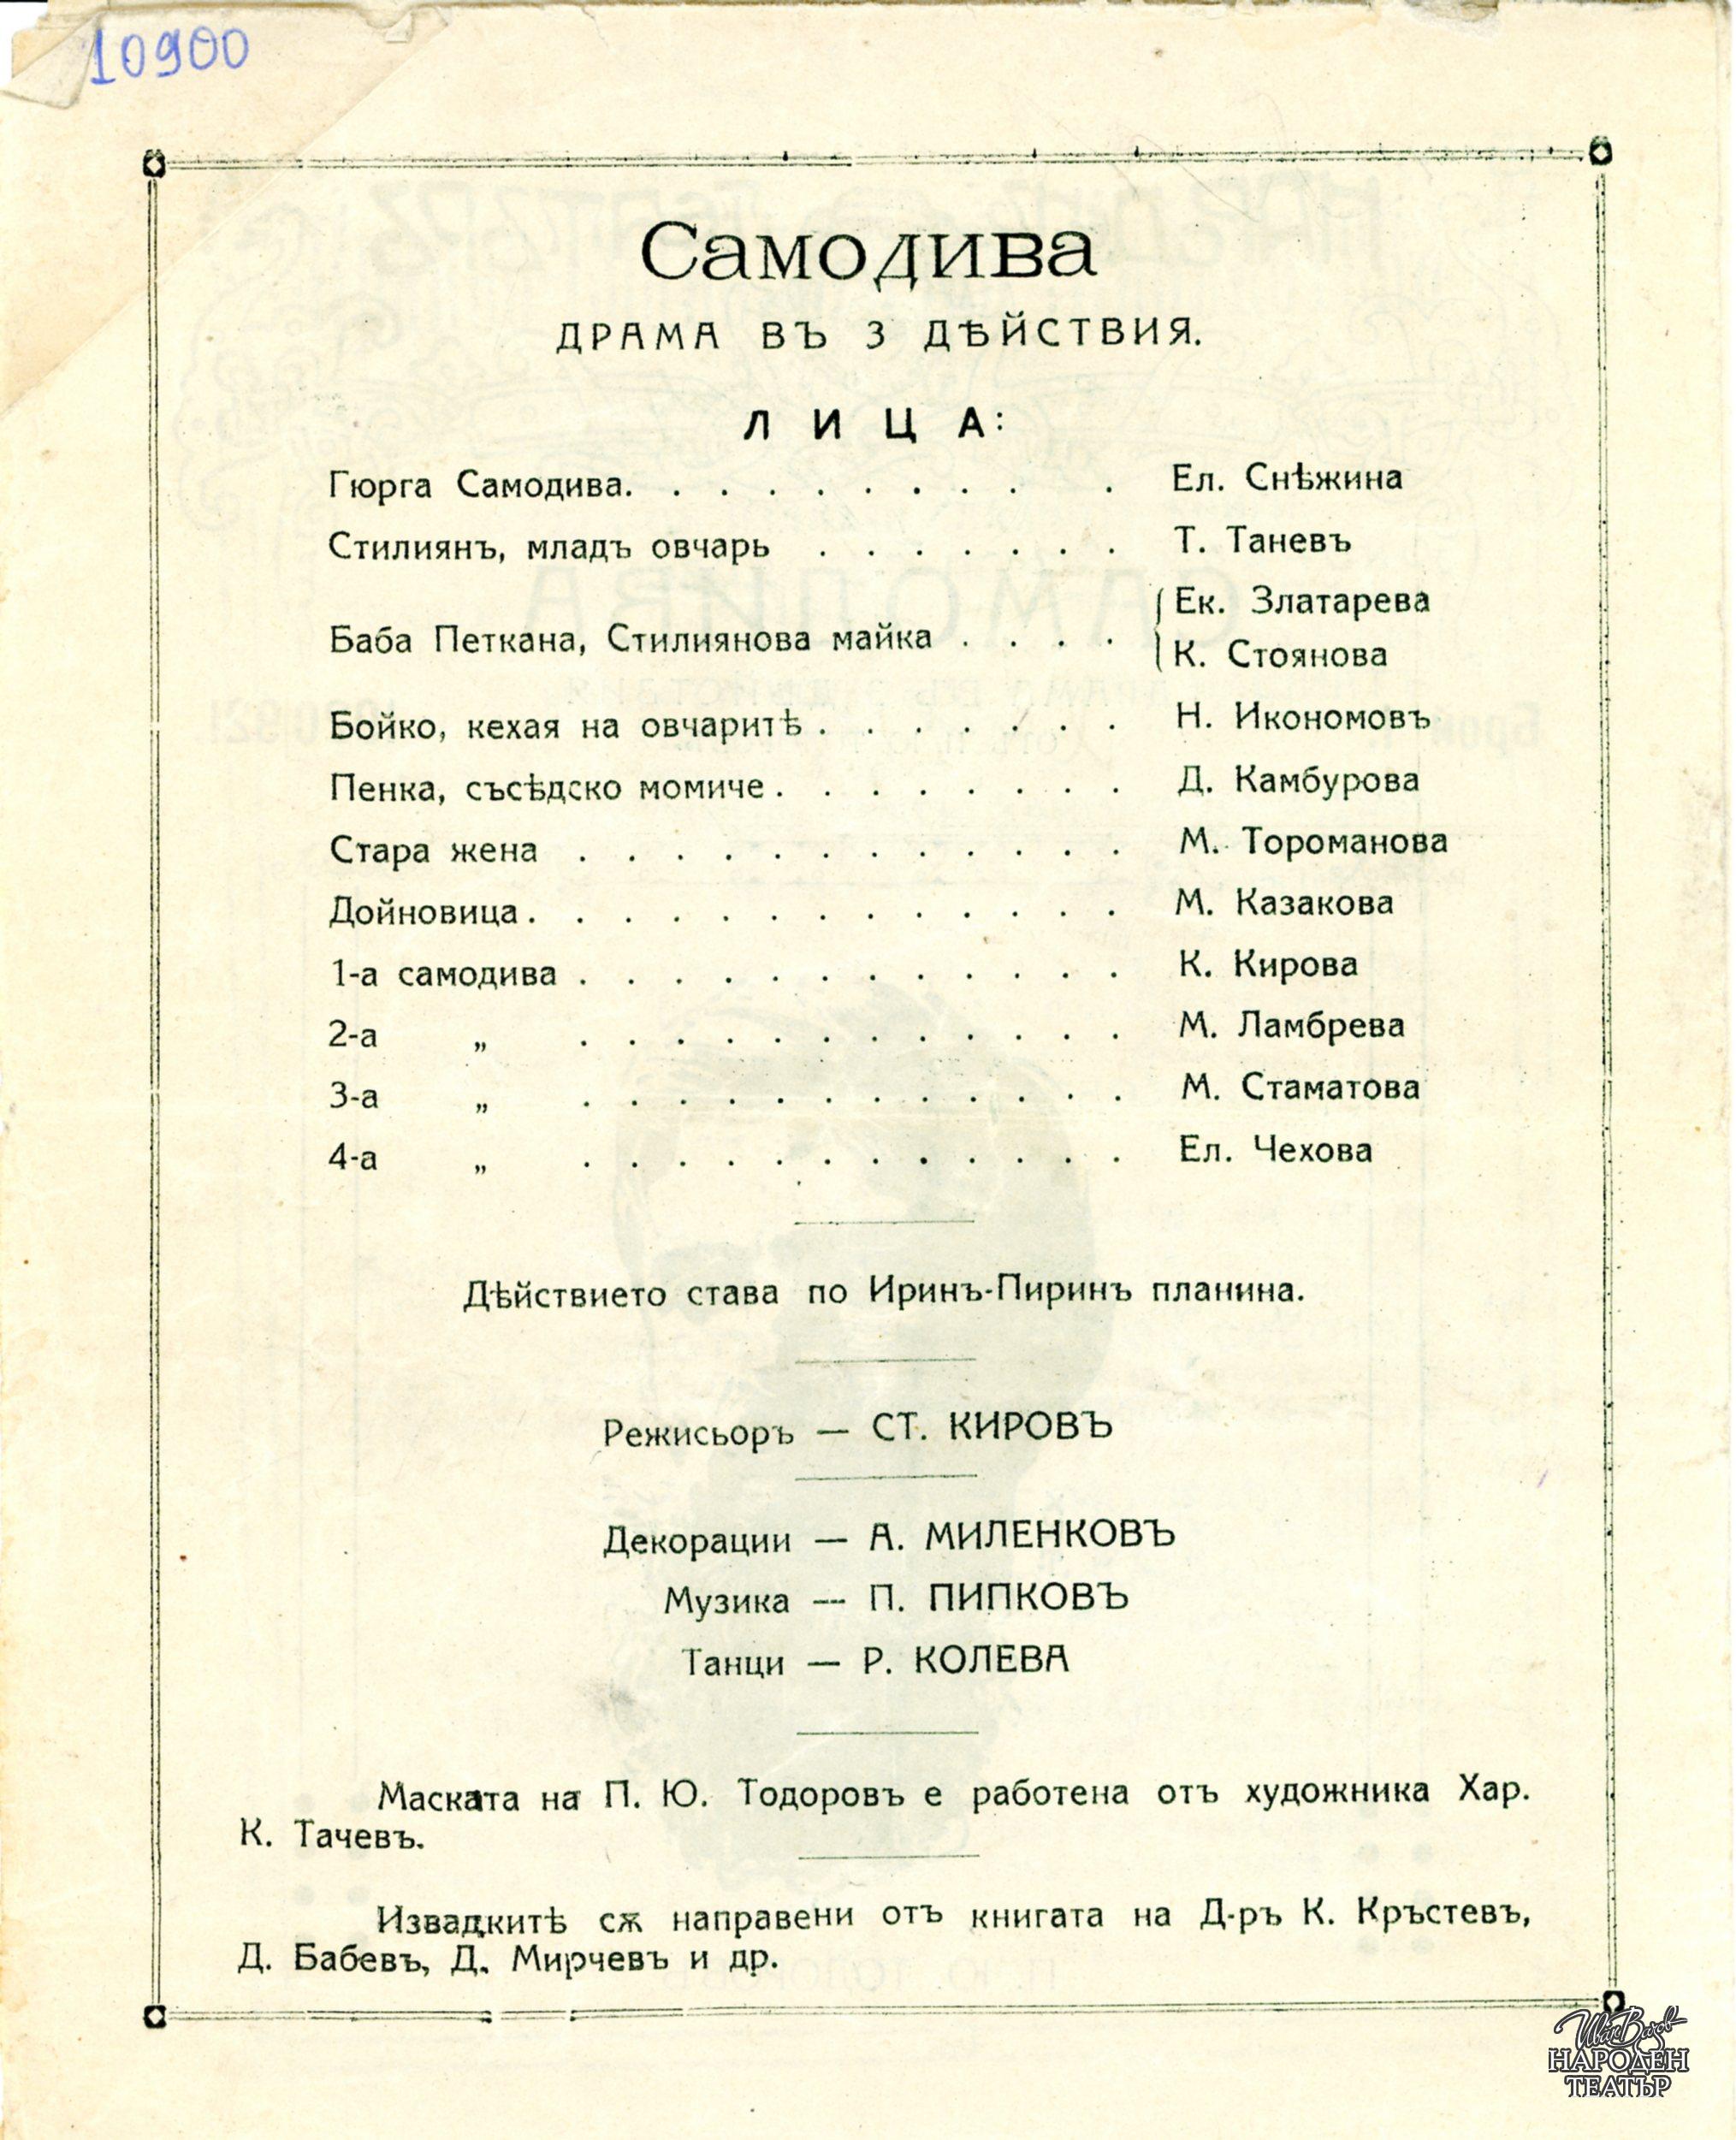 10900
Самодива
ДРАМА ВЪ 3 ДѢЙСТВИЯ.
ЛИЦА:
Гюрга Самодива. . . . . . . . . . Ел. Снѣжина
Стилиянъ, младъ овчарь . . . . . . . Т. Таневъ
Баба Петкана, Стилиянова майка . . . . { Ек. Златарева
К. Стоянова
Бойко, кехая на овчаритѣ . . . . . . . Н. Икономовъ
Пенка, съсѣдско момиче . . . . . . . . Д. Камбурова
Стара жена . . . . . . . . . . . . М. Тороманова
Дойновица . . . . . . . . . . . . . М. Казакова
1-а самодива . . . . . . . . . . . . К. Кирова
2-а „ . . . . . . . . . . . . М. Ламбрева
3-а „ . . . . . . . . . . . . М. Стаматова
4-а „ . . . . . . . . . . . . Ел. Чехова
Дѣйствието става по Иринъ-Пиринъ планина.
Режисьоръ — СТ. КИРОВЪ
Декорации — А. МИЛЕНКОВЪ
Музика — П. ПИПКОВЪ
Танци — Р. КОЛЕВА
Маската на П. Ю. Тодоровъ е работена отъ художника Хар.
К. Тачевъ.
Извадкитѣ сѫ направени отъ книгата на Д-ръ К. Кръстевъ,
Д. Бабевъ, Д. Мирчевъ и др.
Иван Вазов
НАРОДЕН
ТЕАТЪР